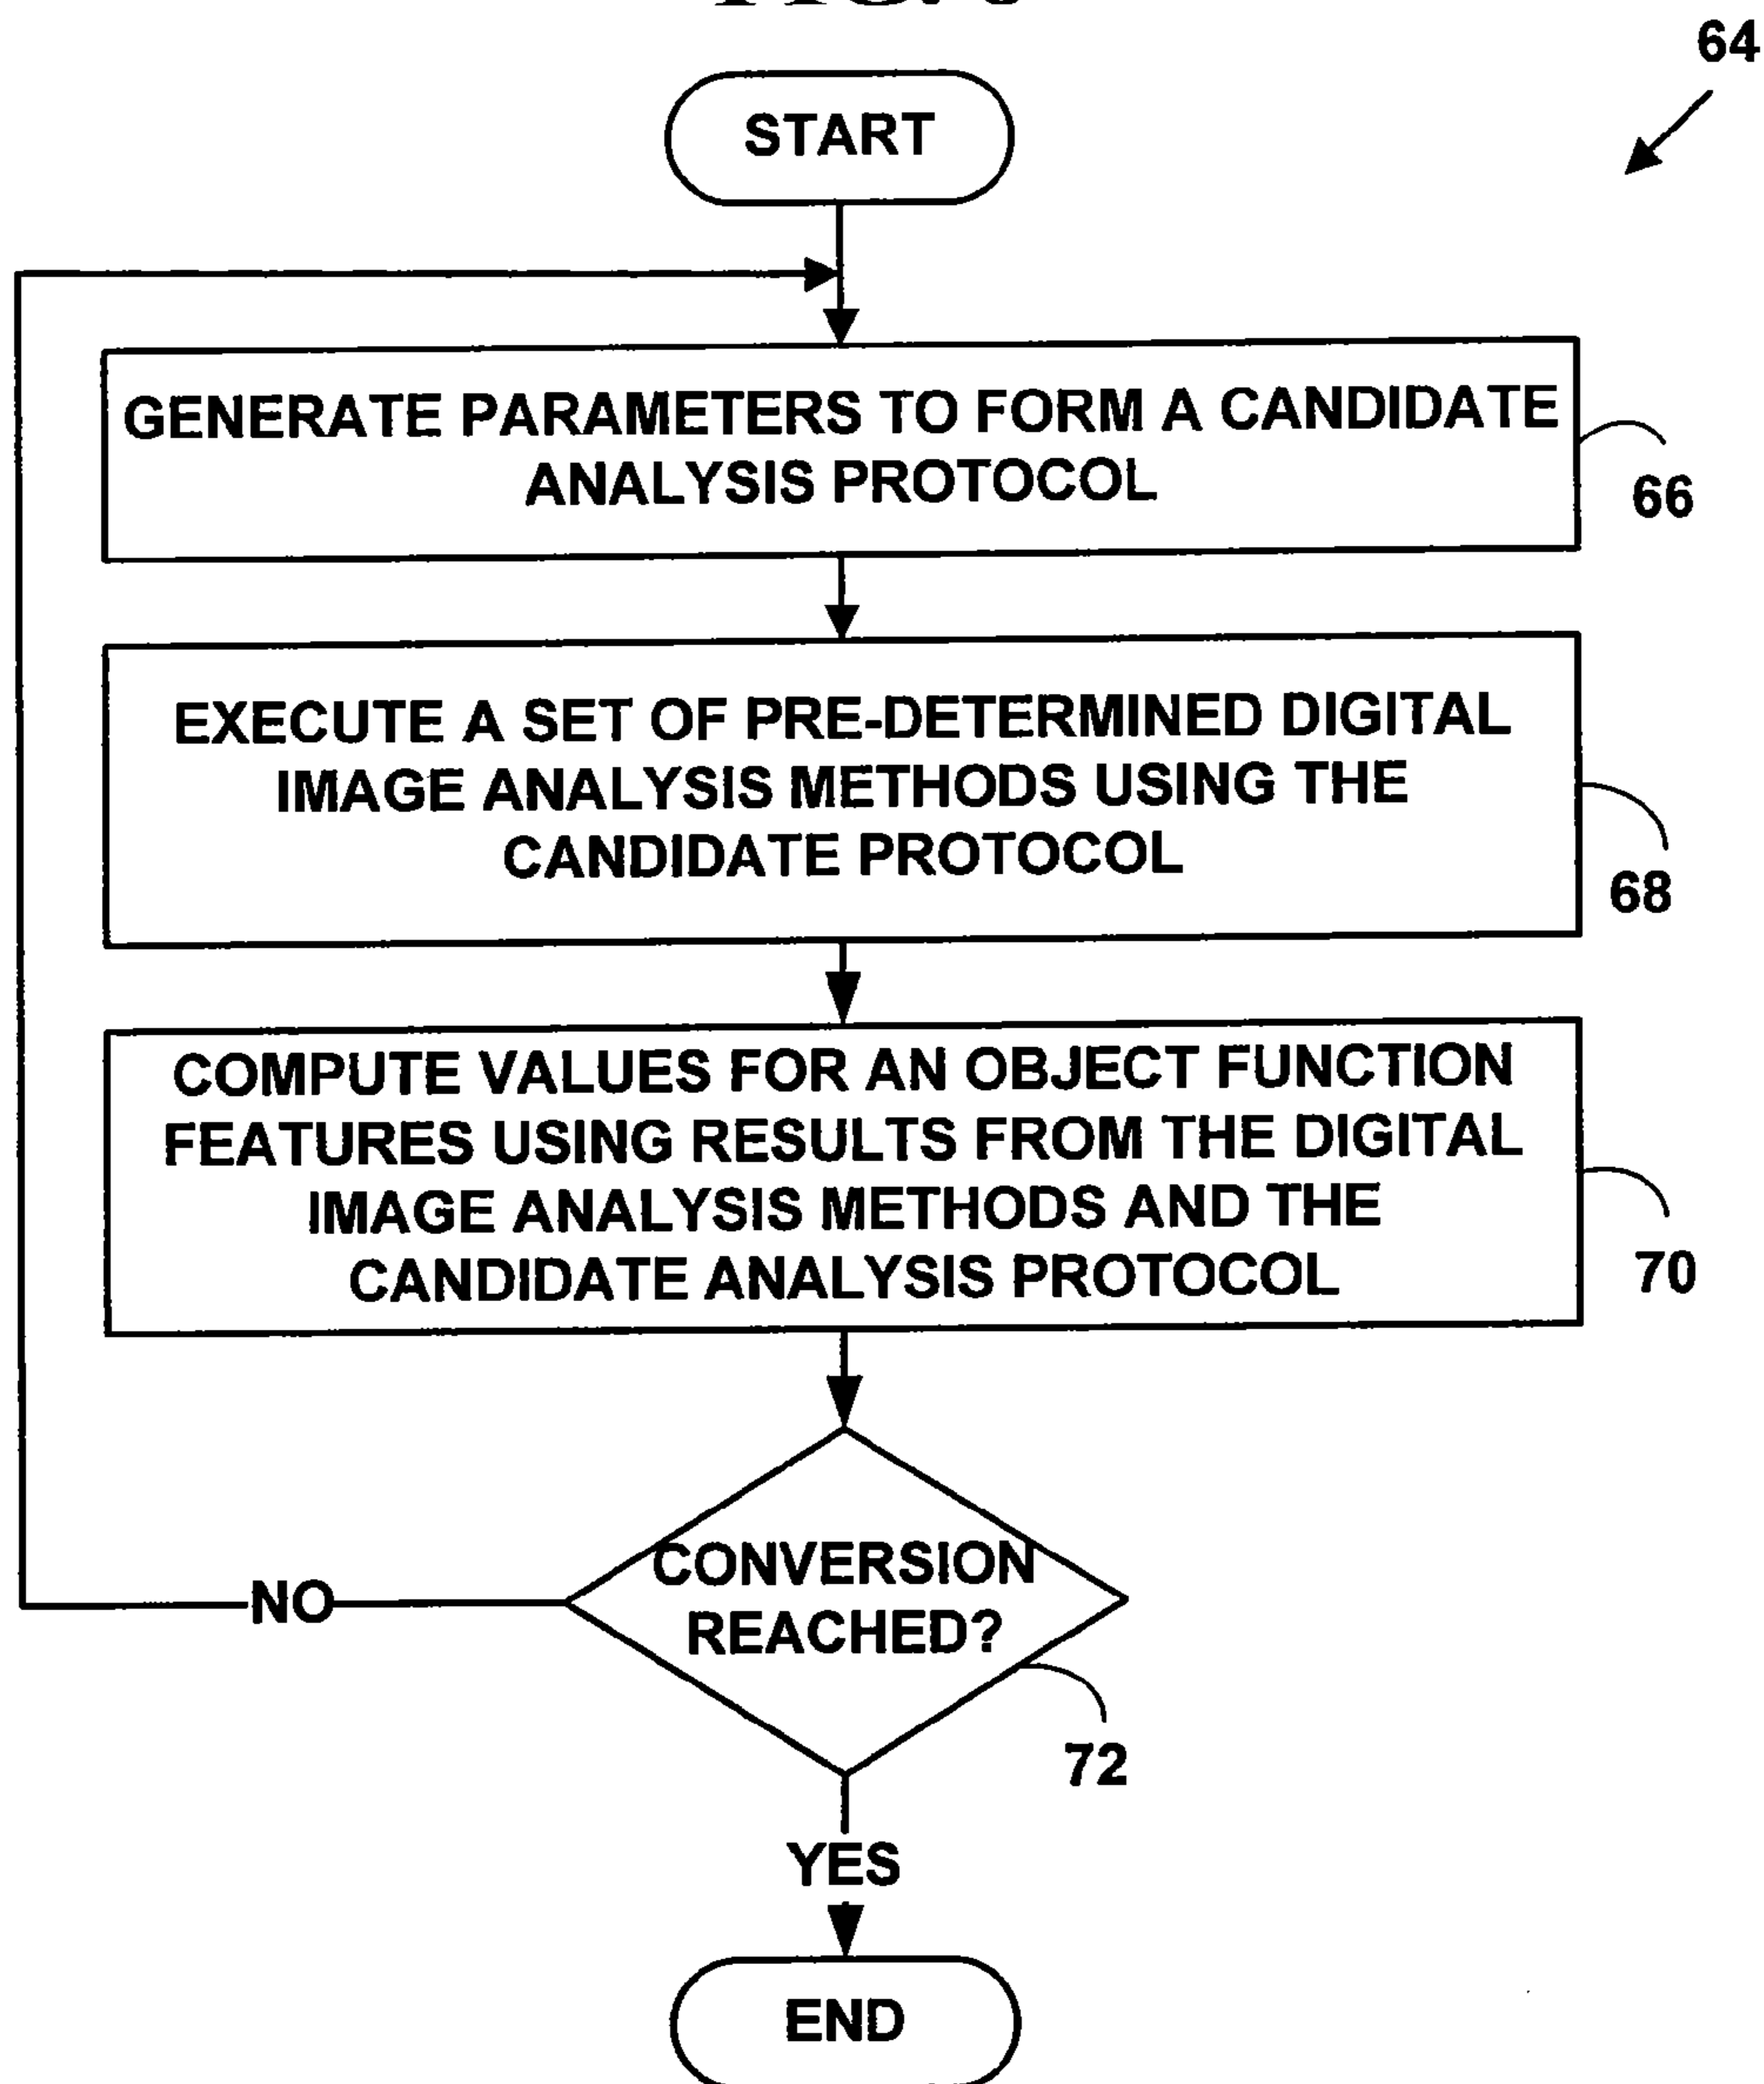 64
START
GENERATE PARAMETERS TO FORM A CANDIDATE
ANALYSIS PROTOCOL
66
EXECUTE A SET OF PRE-DETERMINED DIGITAL
IMAGE ANALYSIS METHODS USING THE
CANDIDATE PROTOCOL
68
COMPUTE VALUES FOR AN OBJECT FUNCTION
FEATURES USING RESULTS FROM THE DIGITAL
IMAGE ANALYSIS METHODS AND THE
CANDIDATE ANALYSIS PROTOCOL
70
CONVERSION
REACHED?
NO
72
YES
END